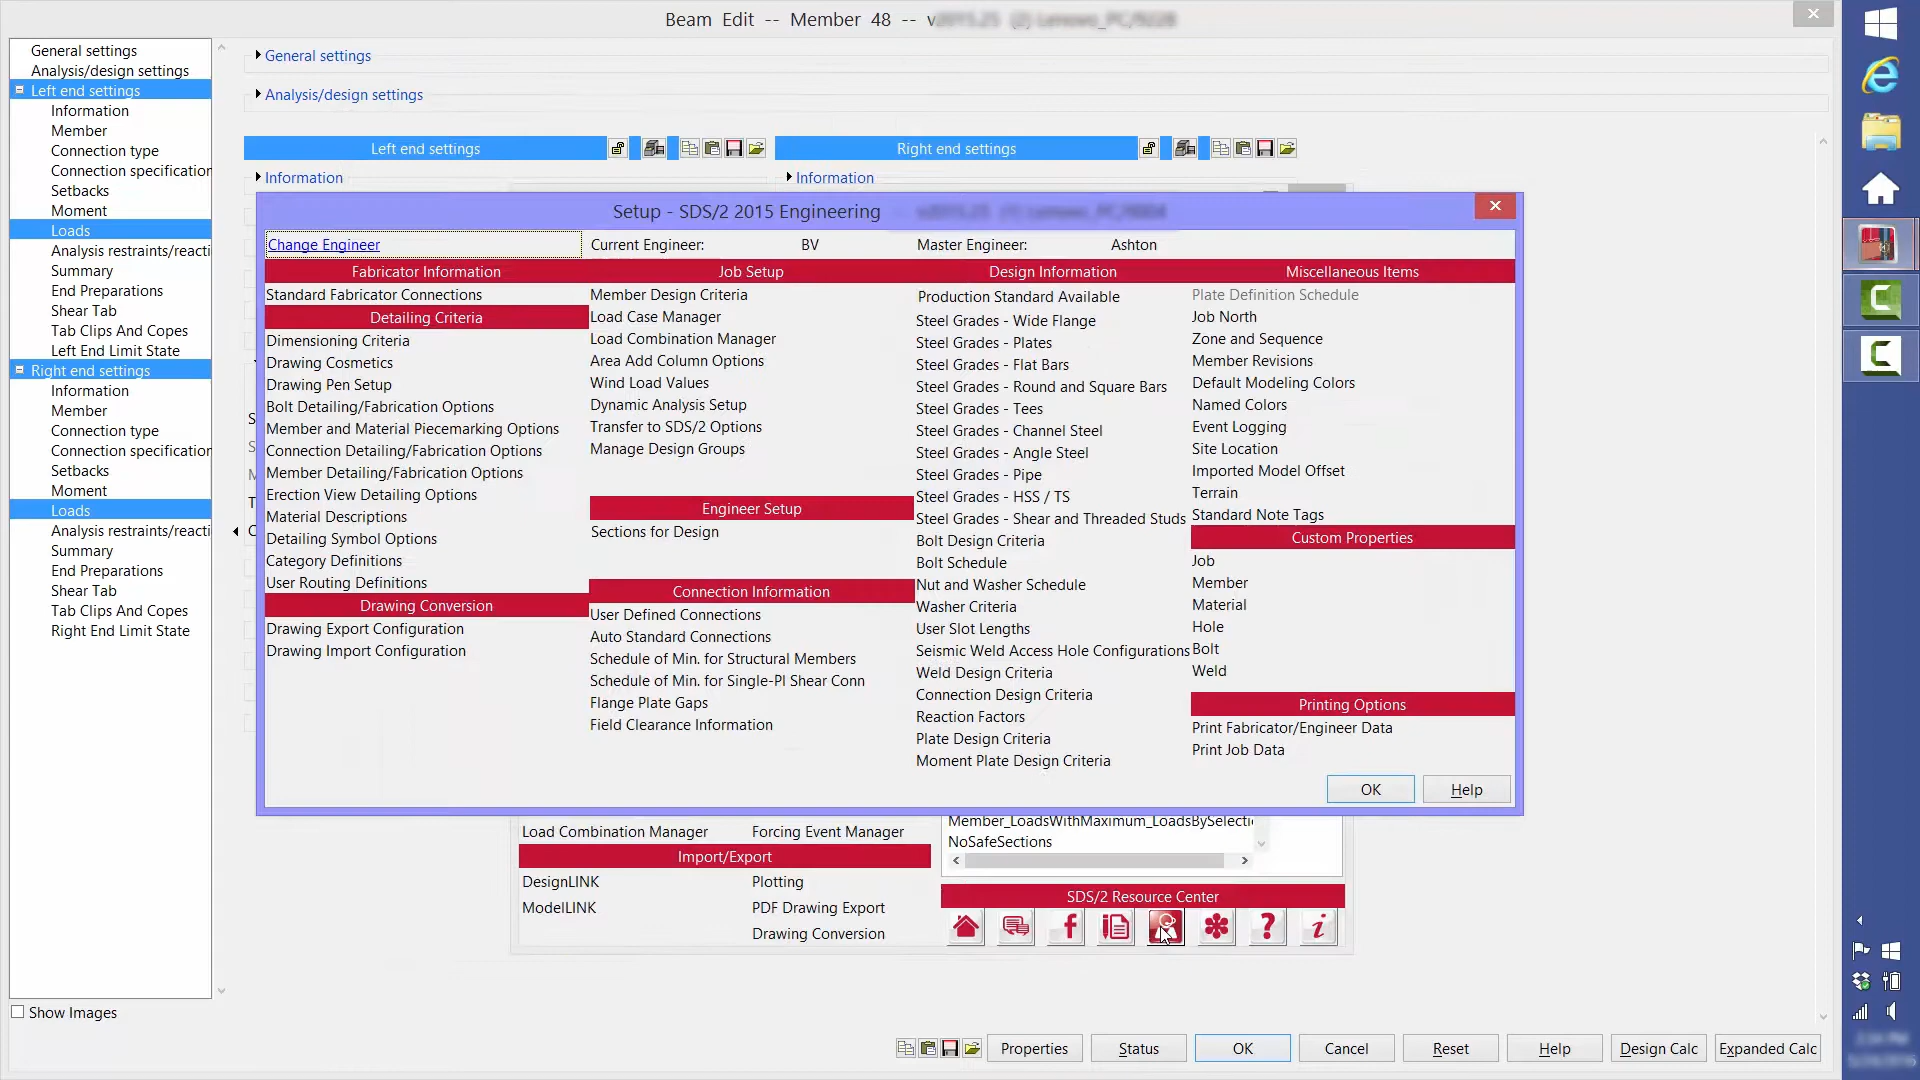 Beam Edit -- Member 48 --
General settings
Analysis/design settings
Left end settings
Information
Member
Connection type
Connection specification
Setbacks
Moment
Loads
Analysis restraints/reacti
Summary
End Preparations
Shear Tab
Tab Clips And Copes
Left End Limit State
Right end settings
Information
Member
Connection type
Connection specification
Setbacks
Moment
Loads
Analysis restraints/reacti
Summary
End Preparations
Shear Tab
Tab Clips And Copes
Right End Limit State
Show Images
General settings
Analysis/design settings
Left end settings
Right end settings
Information
Information
Setup - SDS/2 2015 Engineering
Change Engineer
Current Engineer: BV
Master Engineer: Ashton
Fabricator Information
Standard Fabricator Connections
Detailing Criteria
Dimensioning Criteria
Drawing Cosmetics
Drawing Pen Setup
Bolt Detailing/Fabrication Options
Member and Material Piecemarking Options
Connection Detailing/Fabrication Options
Member Detailing/Fabrication Options
Erection View Detailing Options
Material Descriptions
Detailing Symbol Options
Category Definitions
User Routing Definitions
Drawing Conversion
Drawing Export Configuration
Drawing Import Configuration
Job Setup
Member Design Criteria
Load Case Manager
Load Combination Manager
Area Add Column Options
Wind Load Values
Dynamic Analysis Setup
Transfer to SDS/2 Options
Manage Design Groups
Engineer Setup
Sections for Design
Connection Information
User Defined Connections
Auto Standard Connections
Schedule of Min. for Structural Members
Schedule of Min. for Single-Pl Shear Conn
Flange Plate Gaps
Field Clearance Information
Design Information
Production Standard Available
Steel Grades - Wide Flange
Steel Grades - Plates
Steel Grades - Flat Bars
Steel Grades - Round and Square Bars
Steel Grades - Tees
Steel Grades - Channel Steel
Steel Grades - Angle Steel
Steel Grades - Pipe
Steel Grades - HSS / TS
Steel Grades - Shear and Threaded Studs
Bolt Design Criteria
Bolt Schedule
Nut and Washer Schedule
Washer Criteria
User Slot Lengths
Seismic Weld Access Hole Configurations
Weld Design Criteria
Connection Design Criteria
Reaction Factors
Plate Design Criteria
Moment Plate Design Criteria
Miscellaneous Items
Plate Definition Schedule
Job North
Zone and Sequence
Member Revisions
Default Modeling Colors
Named Colors
Event Logging
Site Location
Imported Model Offset
Terrain
Standard Note Tags
Custom Properties
Job
Member
Material
Hole
Bolt
Weld
Printing Options
Print Fabricator/Engineer Data
Print Job Data
OK
Help
Load Combination Manager
Forcing Event Manager
Import/Export
DesignLINK
Plotting
ModelLINK
PDF Drawing Export
Drawing Conversion
Member_LoadsWithMaximum_LoadsBySelecti
NoSafeSections
SDS/2 Resource Center
Properties
Status
OK
Cancel
Reset
Help
Design Calc
Expanded Calc